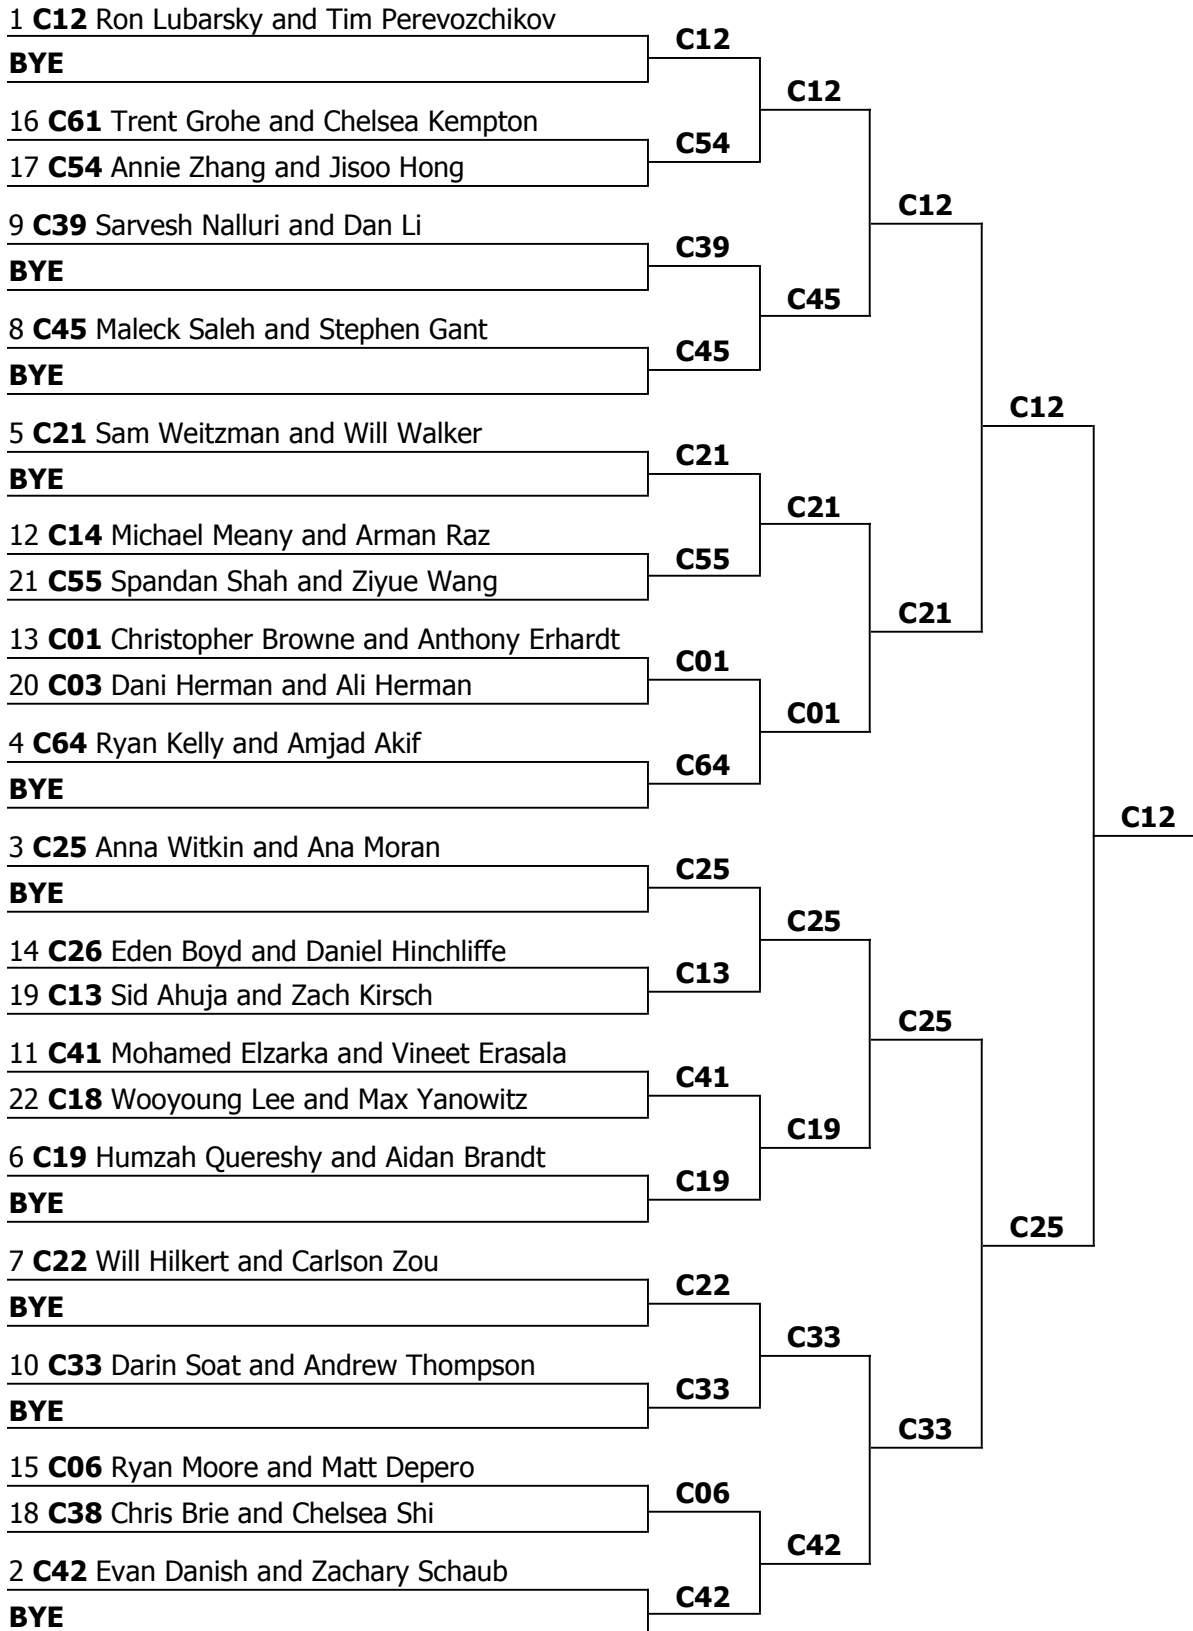 1 C12 Ron Lubarsky and Tim Perevozchikov
C12
BYE
C12
16 C61 Trent Grohe and Chelsea Kempton
C54
17 C54 Annie Zhang and Jisoo Hong
C12
9 C39 Sarvesh Nalluri and Dan Li
C39
BYE
C45
8 C45 Maleck Saleh and Stephen Gant
C45
BYE
C12
5 C21 Sam Weitzman and Will Walker
C21
BYE
C21
12 C14 Michael Meany and Arman Raz
C55
21 C55 Spandan Shah and Ziyue Wang
C21
13 C01 Christopher Browne and Anthony Erhardt
C01
20 C03 Dani Herman and Ali Herman
C01
4 C64 Ryan Kelly and Amjad Akif
C64
BYE
C12
3 C25 Anna Witkin and Ana Moran
C25
BYE
C25
14 C26 Eden Boyd and Daniel Hinchliffe
C13
19 C13 Sid Ahuja and Zach Kirsch
C25
11 C41 Mohamed Elzarka and Vineet Erasala
C41
22 C18 Wooyoung Lee and Max Yanowitz
C19
6 C19 Humzah Quereshy and Aidan Brandt
C19
BYE
C25
7 C22 Will Hilkert and Carlson Zou
C22
BYE
C33
10 C33 Darin Soat and Andrew Thompson
C33
BYE
C33
15 C06 Ryan Moore and Matt Depero
C06
18 C38 Chris Brie and Chelsea Shi
C42
2 C42 Evan Danish and Zachary Schaub
C42
BYE